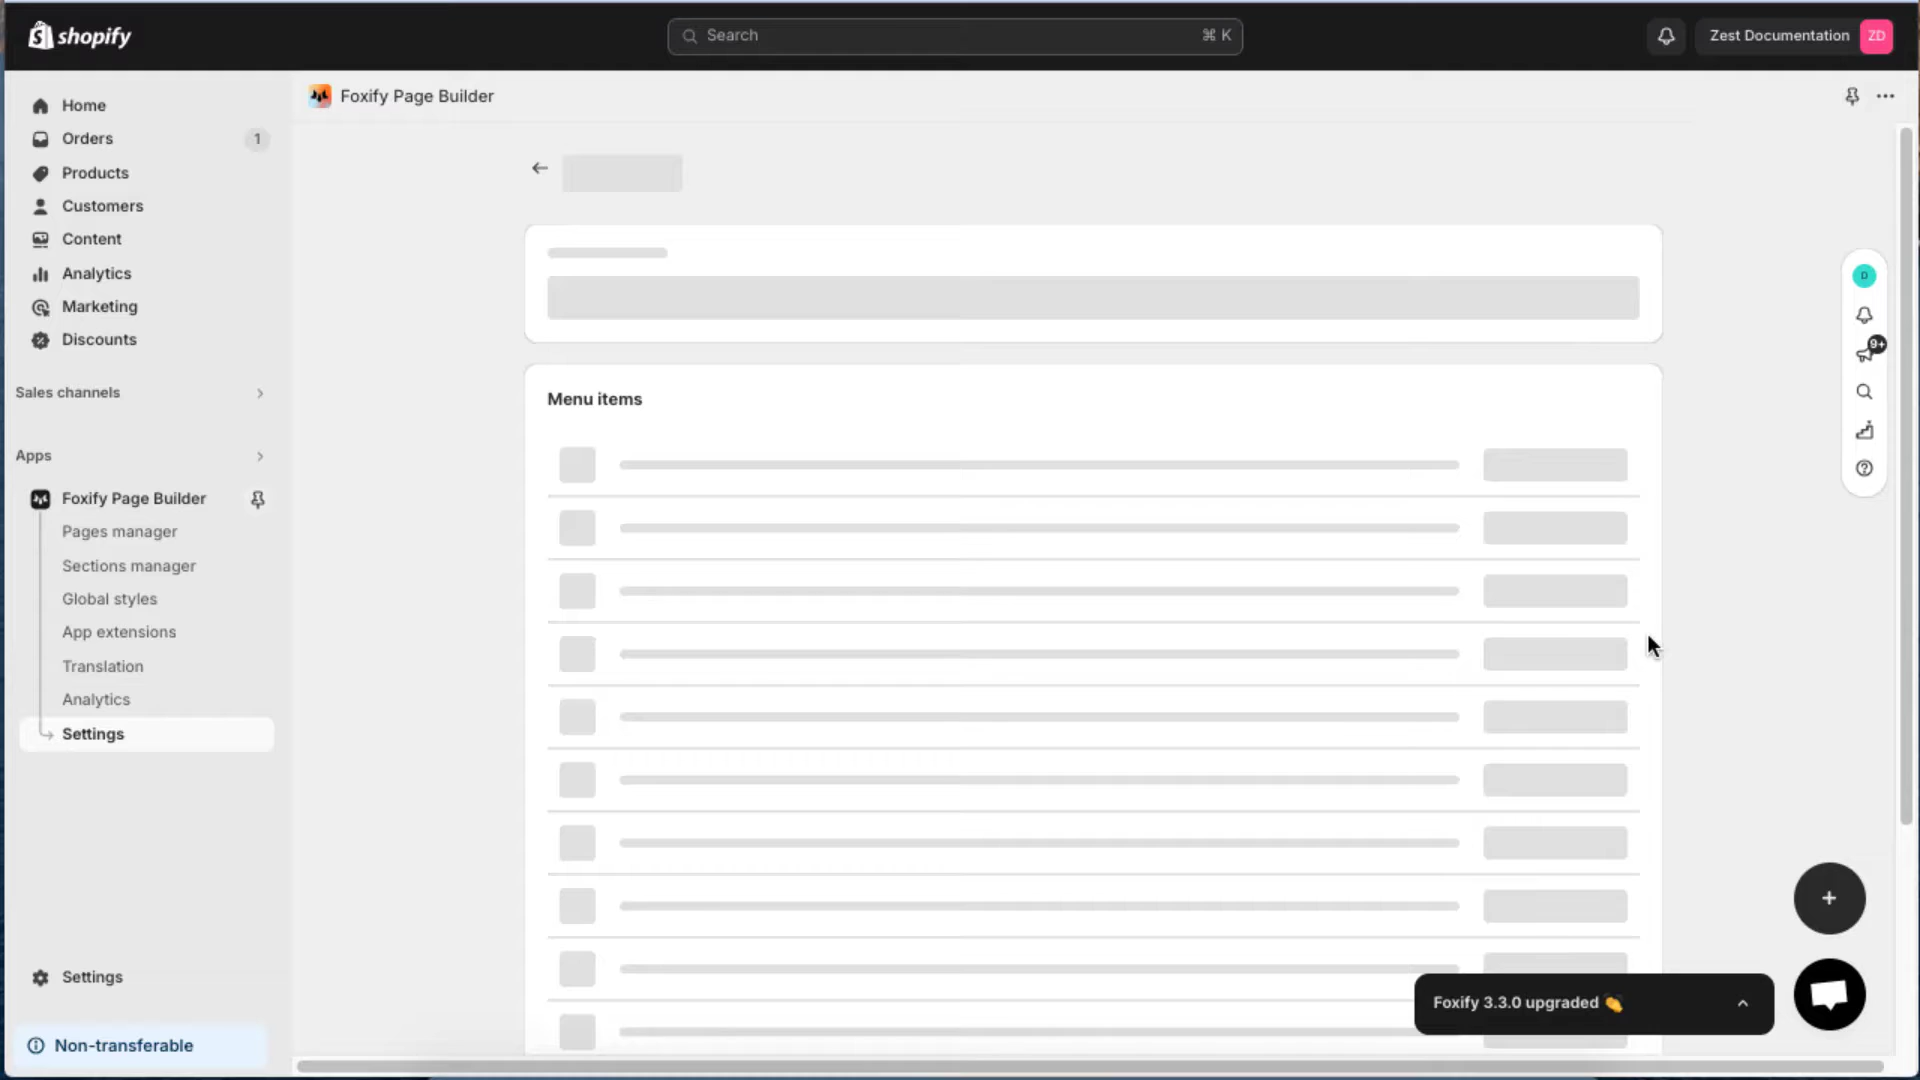 shopify
Search
⌘ K
Zest Documentation
ZD
Home
Orders
1
Products
Customers
Content
Analytics
Marketing
Discounts
Sales channels
Apps
Foxify Page Builder
Pages manager
Sections manager
Global styles
App extensions
Translation
Analytics
Settings
Settings
Non-transferable
Foxify Page Builder
Menu items
D
9+
Foxify 3.3.0 upgraded 👏